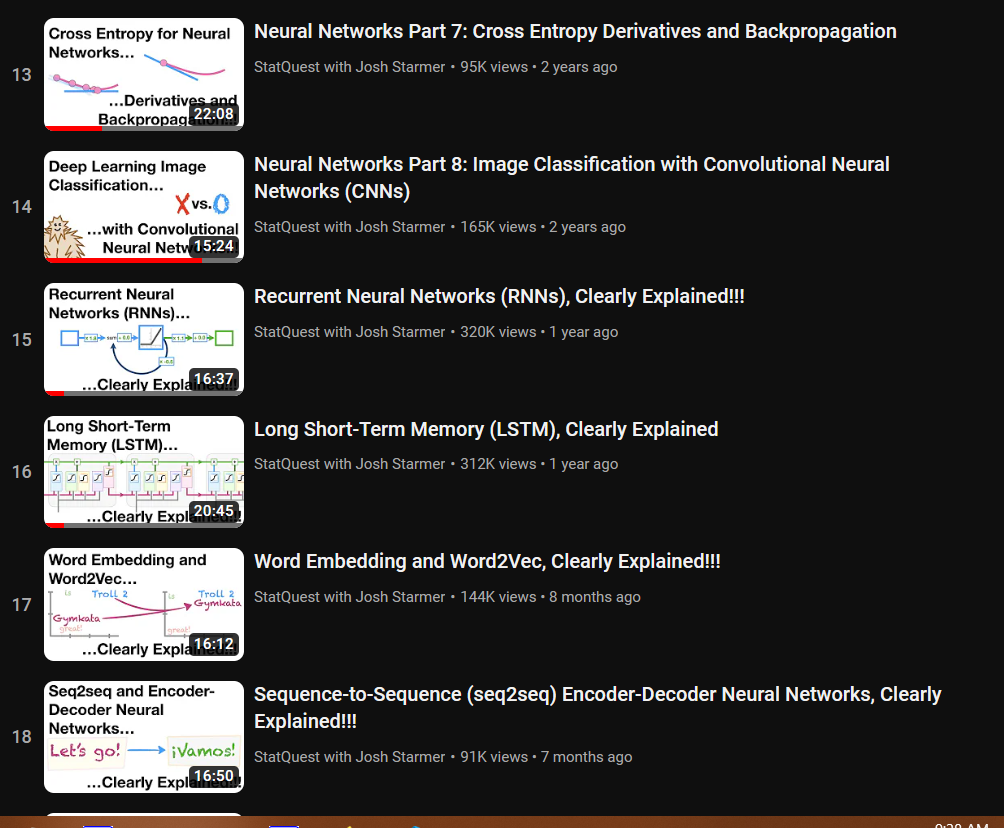 13
Cross Entropy for Neural
Networks...
...Derivatives and
Backpropagation!!!
22:08
Neural Networks Part 7: Cross Entropy Derivatives and Backpropagation
StatQuest with Josh Starmer • 95K views • 2 years ago
14
Deep Learning Image
Classification...
X vs. O
...with Convolutional
Neural Networks!!!
15:24
Neural Networks Part 8: Image Classification with Convolutional Neural
Networks (CNNs)
StatQuest with Josh Starmer • 165K views • 2 years ago
15
Recurrent Neural
Networks (RNNs)...
...Clearly Explained!!!
16:37
Recurrent Neural Networks (RNNs), Clearly Explained!!!
StatQuest with Josh Starmer • 320K views • 1 year ago
16
Long Short-Term
Memory (LSTM)...
...Clearly Explained!!!
20:45
Long Short-Term Memory (LSTM), Clearly Explained
StatQuest with Josh Starmer • 312K views • 1 year ago
17
Word Embedding and
Word2Vec...
is Troll 2 is Troll 2
Gymkata
Gymkata
great! great!
...Clearly Explained!!!
16:12
Word Embedding and Word2Vec, Clearly Explained!!!
StatQuest with Josh Starmer • 144K views • 8 months ago
18
Seq2seq and Encoder-
Decoder Neural
Networks...
Let's go! ¡Vamos!
...Clearly Explained!!!
16:50
Sequence-to-Sequence (seq2seq) Encoder-Decoder Neural Networks, Clearly
Explained!!!
StatQuest with Josh Starmer • 91K views • 7 months ago